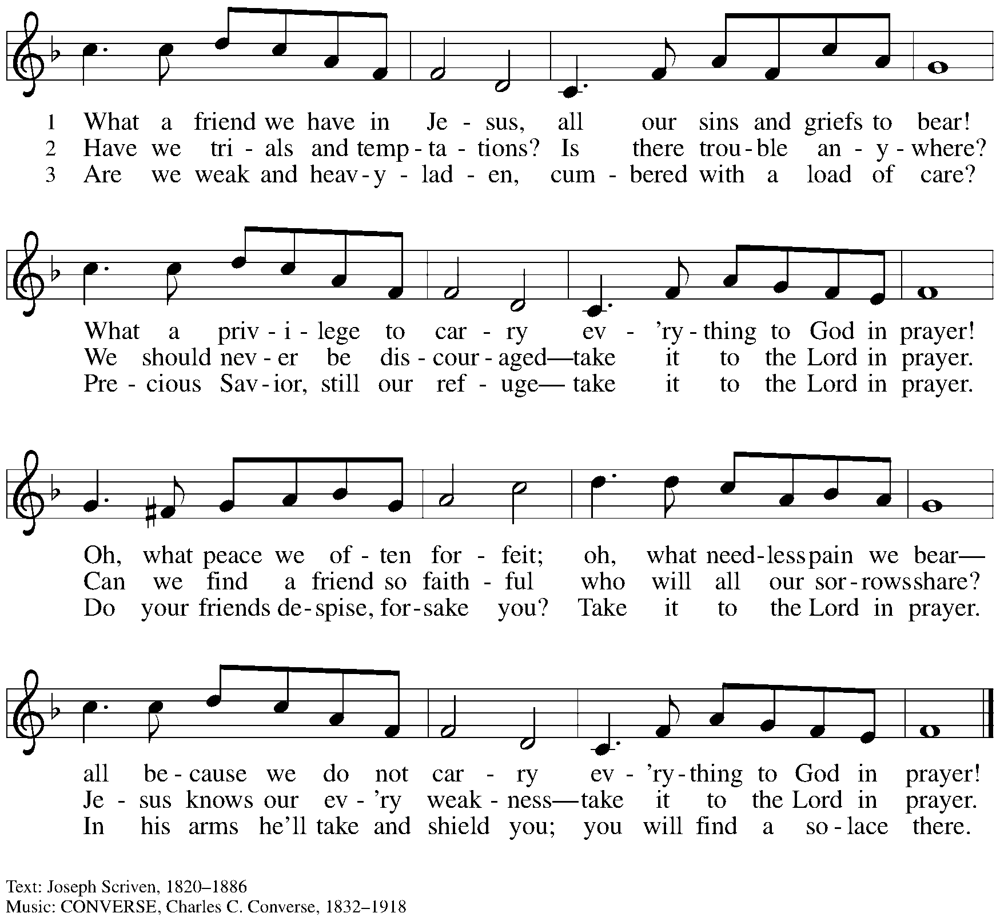 1 What a friend we have in Je - sus, all our sins and griefs to bear!
2 Have we tri - als and temp - ta - tions? Is there trou - ble an - y - where?
3 Are we weak and heav - y - lad - en, cum - bered with a load of care?
What a priv - i - lege to car - ry ev - 'ry - thing to God in prayer!
We should nev - er be dis - cour - aged—take it to the Lord in prayer.
Pre - cious Sav - ior, still our ref - uge— take it to the Lord in prayer.
Oh, what peace we of - ten for - feit; oh, what need - less pain we bear—
Can we find a friend so faith - ful who will all our sor - rows share?
Do your friends de - spise, for - sake you? Take it to the Lord in prayer.
all be - cause we do not car - ry ev - 'ry - thing to God in prayer!
Je - sus knows our ev - 'ry weak - ness—take it to the Lord in prayer.
In his arms he'll take and shield you; you will find a so - lace there.
Text: Joseph Scriven, 1820–1886
Music: CONVERSE, Charles C. Converse, 1832–1918